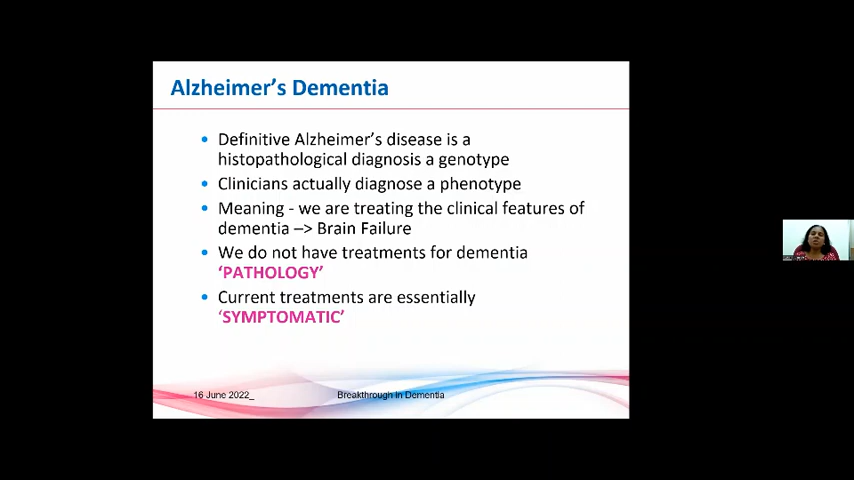 Alzheimer's Dementia
Definitive Alzheimer's disease is a
histopathological diagnosis a genotype
Clinicians actually diagnose a phenotype
Meaning - we are treating the clinical features of
dementia –> Brain Failure
We do not have treatments for dementia
‘PATHOLOGY’
Current treatments are essentially
‘SYMPTOMATIC’
16 June 2022_
Breakthrough in Dementia